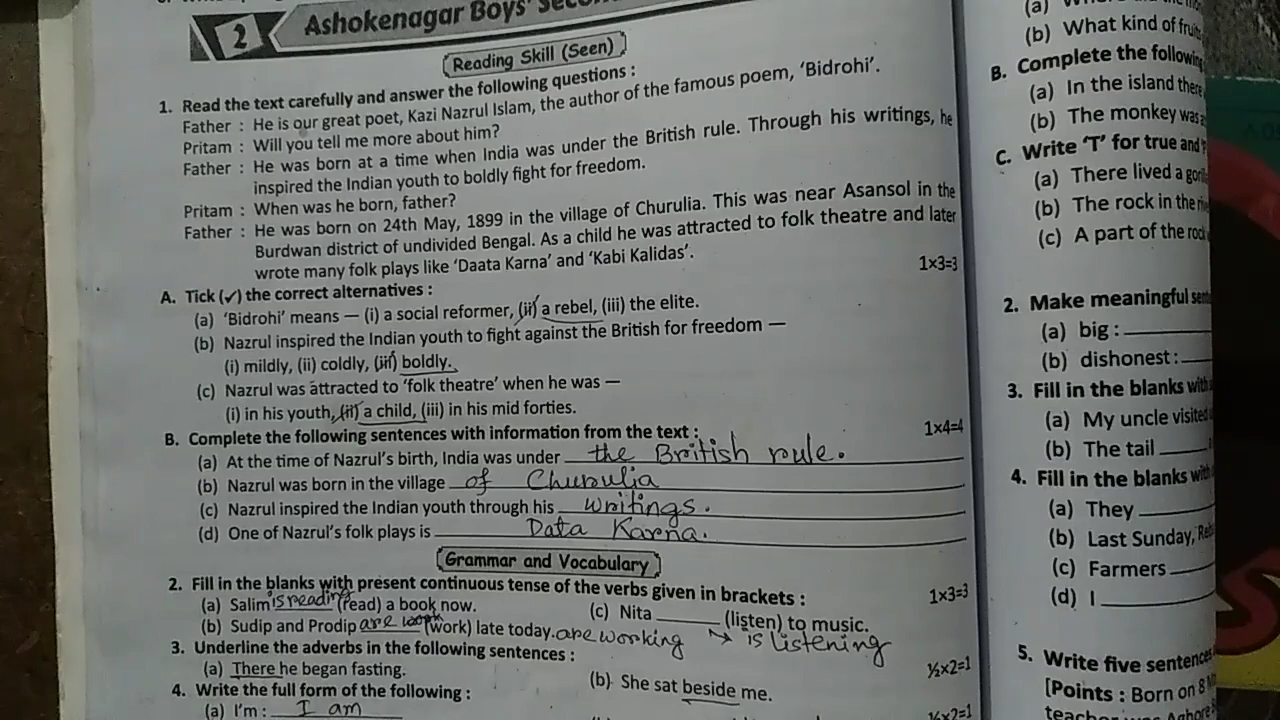 2 Ashokenagar Boys'
Reading Skill (Seen)
1. Read the text carefully and answer the following questions :
Father : He is our great poet, Kazi Nazrul Islam, the author of the famous poem, 'Bidrohi'.
Pritam : Will you tell me more about him?
Father : He was born at a time when India was under the British rule. Through his writings, he
inspired the Indian youth to boldly fight for freedom.
Pritam : When was he born, father?
Father : He was born on 24th May, 1899 in the village of Churulia. This was near Asansol in the
Burdwan district of undivided Bengal. As a child he was attracted to folk theatre and later
wrote many folk plays like 'Daata Karna' and 'Kabi Kalidas'.
A. Tick (✓) the correct alternatives : 1×3=3
(a) 'Bidrohi' means — (i) a social reformer, (ii) a rebel, (iii) the elite.
(b) Nazrul inspired the Indian youth to fight against the British for freedom —
(i) mildly, (ii) coldly, (iii) boldly.
(c) Nazrul was attracted to 'folk theatre' when he was —
(i) in his youth, (ii) a child, (iii) in his mid forties.
B. Complete the following sentences with information from the text : 1×4=4
(a) At the time of Nazrul's birth, India was under the British rule.
(b) Nazrul was born in the village of Churulia
(c) Nazrul inspired the Indian youth through his writings.
(d) One of Nazrul's folk plays is Data Karna.
Grammar and Vocabulary
2. Fill in the blanks with present continuous tense of the verbs given in brackets : 1×3=3
(a) Salim is reading (read) a book now. (c) Nita ______ (listen) to music.
(b) Sudip and Prodip are work (work) late today. are working → is listening
3. Underline the adverbs in the following sentences : ½×2=1
(a) There he began fasting. (b) She sat beside me.
4. Write the full form of the following : ½×2=1
(a) I'm : I am
(a)
(b) What kind of
B. Complete the following
(a) In the island there
(b) The monkey was
C. Write 'T' for true and
(a) There lived a
(b) The rock in the
(c) A part of the
2. Make meaningful
(a) big :
(b) dishonest :
3. Fill in the blanks with
(a) My uncle visited
(b) The tail
4. Fill in the blanks with
(a) They
(b) Last Sunday,
(c) Farmers
(d) I
5. Write five sentences
[Points : Born on 8